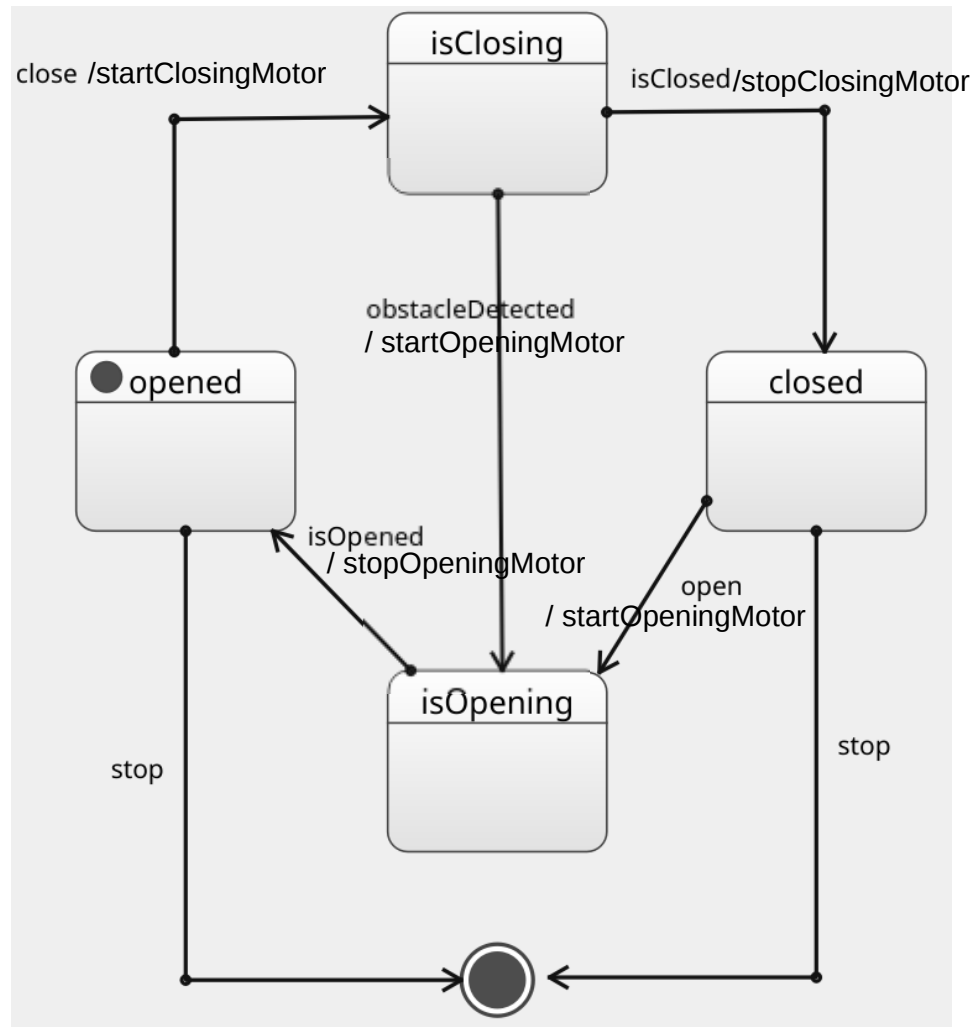 isClosing
close /startClosingMotor
isClosed/stopClosingMotor
obstacleDetected
/ startOpeningMotor
opened
closed
isOpened
/ stopOpeningMotor
open
/ startOpeningMotor
isOpening
stop
stop